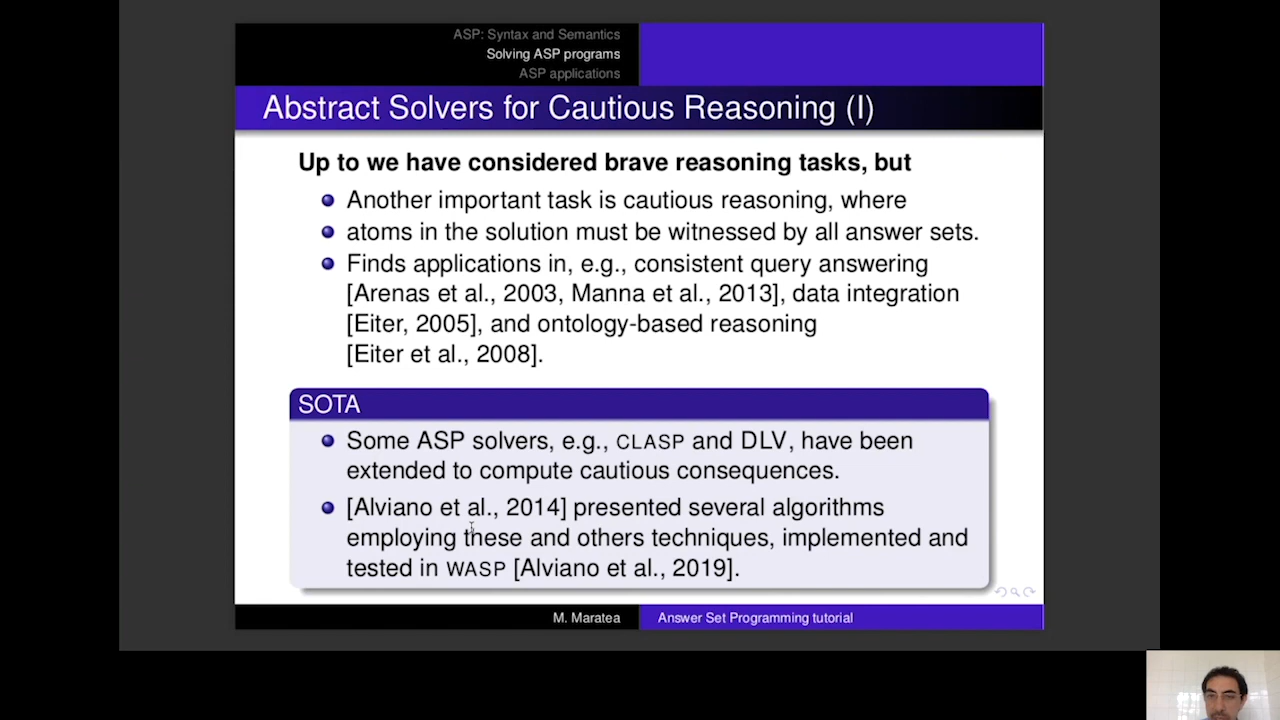 ASP: Syntax and Semantics
Solving ASP programs
ASP applications
Abstract Solvers for Cautious Reasoning (I)
Up to we have considered brave reasoning tasks, but
Another important task is cautious reasoning, where
atoms in the solution must be witnessed by all answer sets.
Finds applications in, e.g., consistent query answering
[Arenas et al., 2003, Manna et al., 2013], data integration
[Eiter, 2005], and ontology-based reasoning
[Eiter et al., 2008].
SOTA
Some ASP solvers, e.g., CLASP and DLV, have been
extended to compute cautious consequences.
[Alviano et al., 2014] presented several algorithms
employing these and others techniques, implemented and
tested in WASP [Alviano et al., 2019].
M. Maratea
Answer Set Programming tutorial